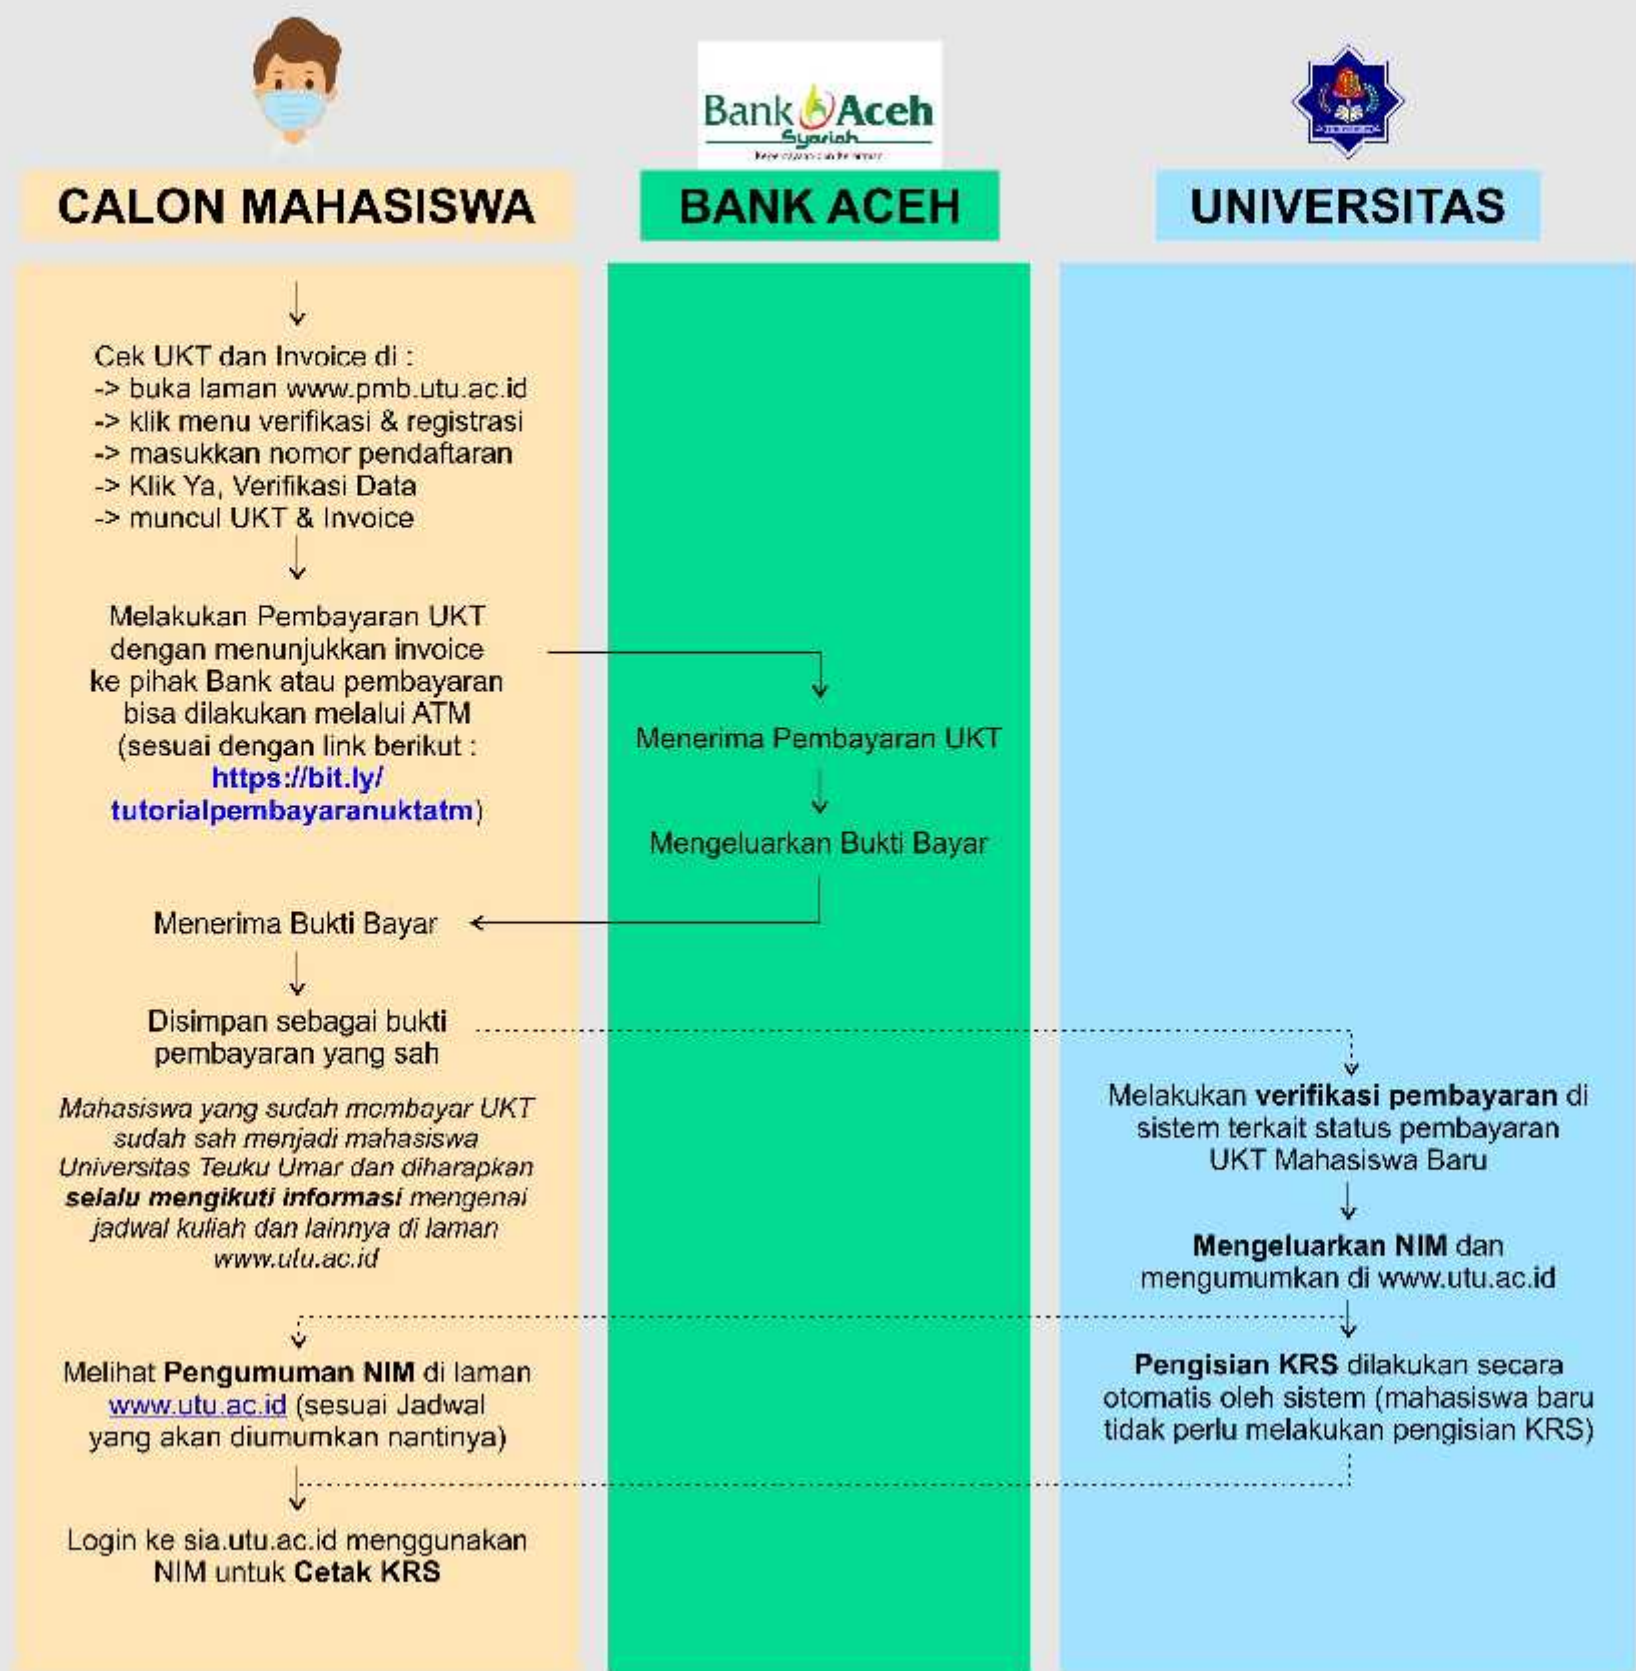 Bank Aceh
Syariah
CALON MAHASISWA
BANK ACEH
UNIVERSITAS
Cek UKT dan Invoice di :
-> buka laman www.pmb.utu.ac.id
-> klik menu verifikasi & registrasi
-> masukkan nomor pendaftaran
-> Klik Ya, Verifikasi Data
-> muncul UKT & Invoice
Melakukan Pembayaran UKT
dengan menunjukkan invoice
ke pihak Bank atau pembayaran
bisa dilakukan melalui ATM
(sesuai dengan link berikut :
https://bit.ly/
tutorialpembayaranuktatm)
Menerima Pembayaran UKT
Mengeluarkan Bukti Bayar
Menerima Bukti Bayar
Disimpan sebagai bukti
pembayaran yang sah
Mahasiswa yang sudah membayar UKT
sudah sah menjadi mahasiswa
Universitas Teuku Umar dan diharapkan
selalu mengikuti informasi mengenai
jadwal kuliah dan lainnya di laman
www.utu.ac.id
Melakukan verifikasi pembayaran di
sistem terkait status pembayaran
UKT Mahasiswa Baru
Mengeluarkan NIM dan
mengumumkan di www.utu.ac.id
Melihat Pengumuman NIM di laman
www.utu.ac.id (sesuai Jadwal
yang akan diumumkan nantinya)
Pengisian KRS dilakukan secara
otomatis oleh sistem (mahasiswa baru
tidak perlu melakukan pengisian KRS)
Login ke sia.utu.ac.id menggunakan
NIM untuk Cetak KRS